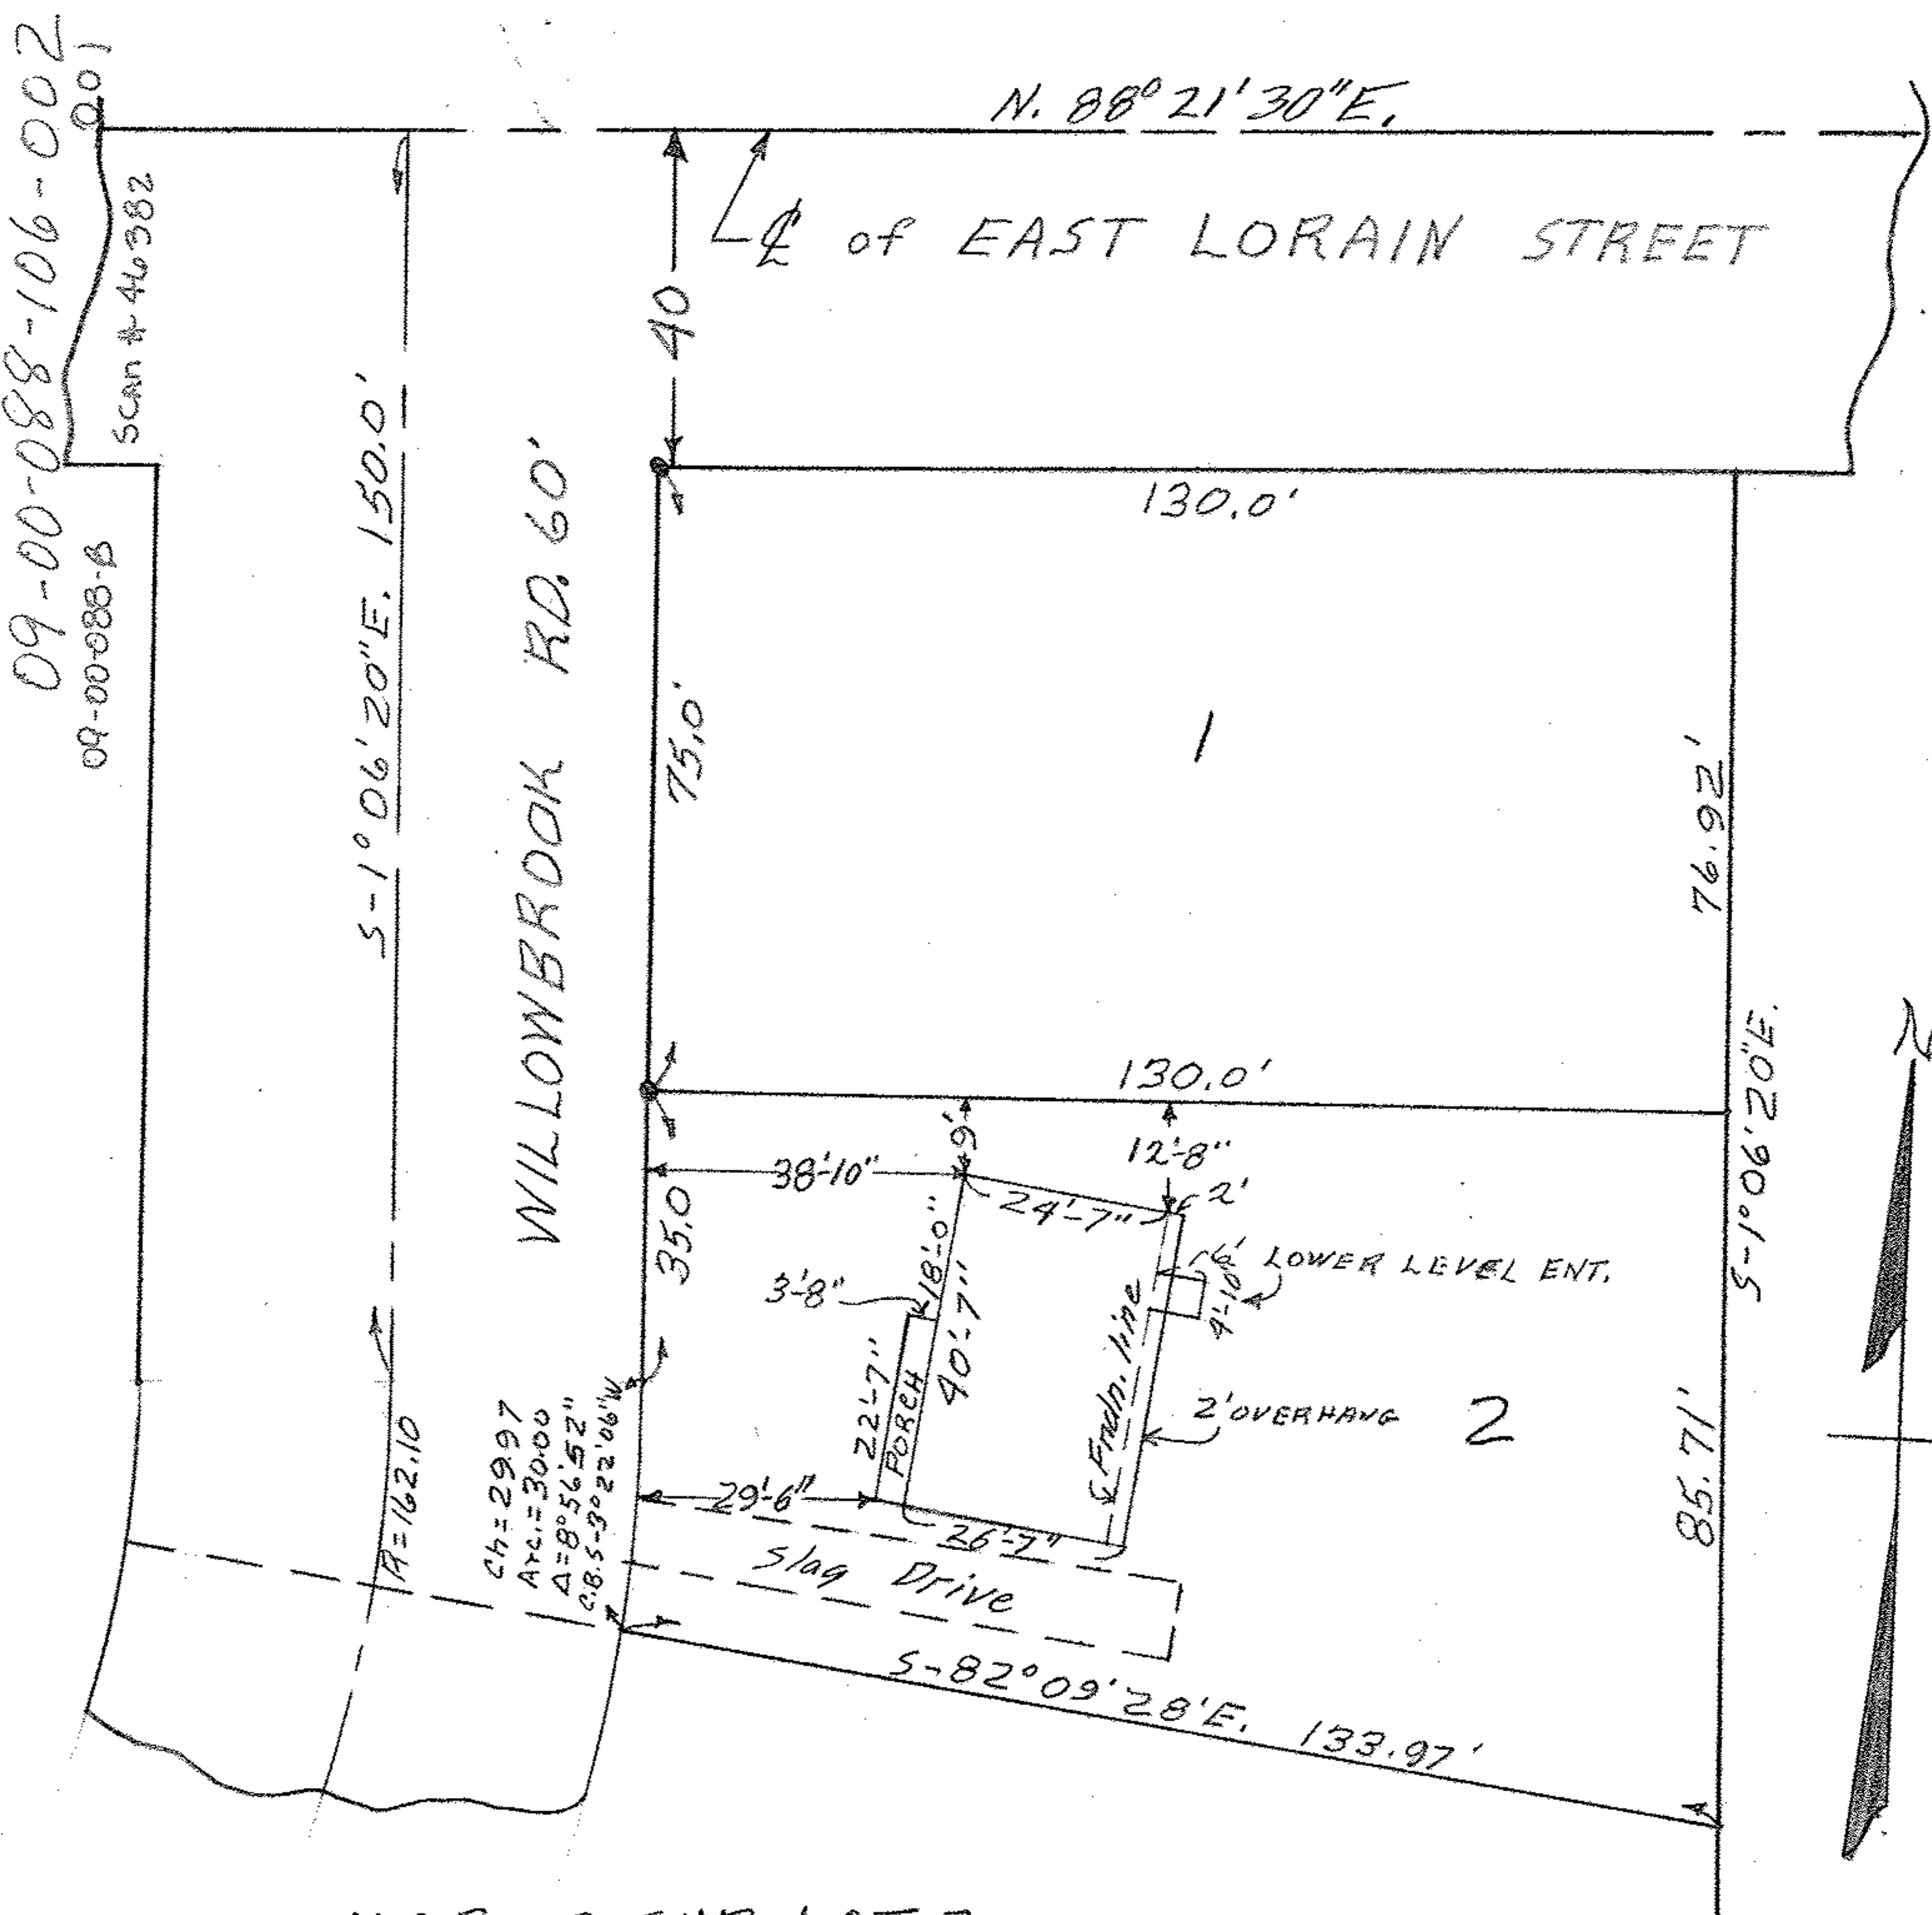 09-00-088-106-002
001
Scan # 46382
09-00-088-B
N. 88° 21' 30" E.
℄ of EAST LORAIN STREET
40
S-1° 06' 20" E. 150.0'
WILLOWBROOK RD. 60'
130.0'
75.0'
1
76.92'
130.0'
S-1° 06' 20" E.
N
9'
12'-8"
38'-10"
24'-7"
2'
35.0
18'-0"
3'-8"
40'-7"
6' LOWER LEVEL ENT.
4'-10"
22'-7"
PORCH
Fndn. line
2' OVERHANG
2
85.71'
R=162.10
Ch=29.97
Arc.=30.00
Δ=8° 56' 52"
C.B. S-3° 22' 06" W
29'-6"
26'-7"
Slag Drive
S-82° 09' 28' E. 133.97'